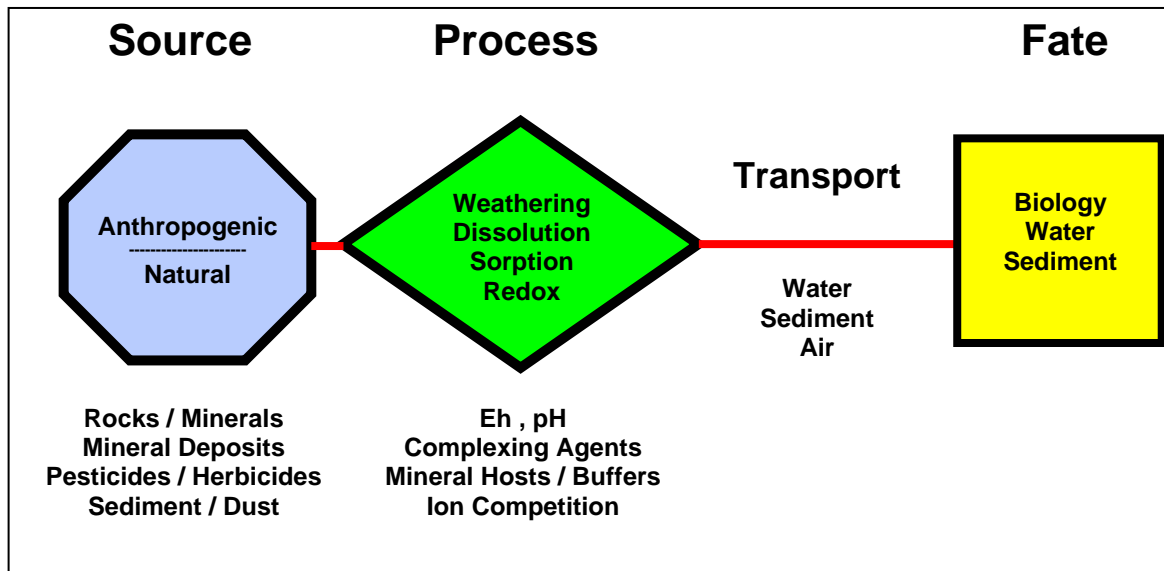 Source
Process
Fate
Anthropogenic
---------------------
Natural
Weathering
Dissolution
Sorption
Redox
Transport
Water
Sediment
Air
Biology
Water
Sediment
Rocks / Minerals
Mineral Deposits
Pesticides / Herbicides
Sediment / Dust
Eh , pH
Complexing Agents
Mineral Hosts / Buffers
Ion Competition